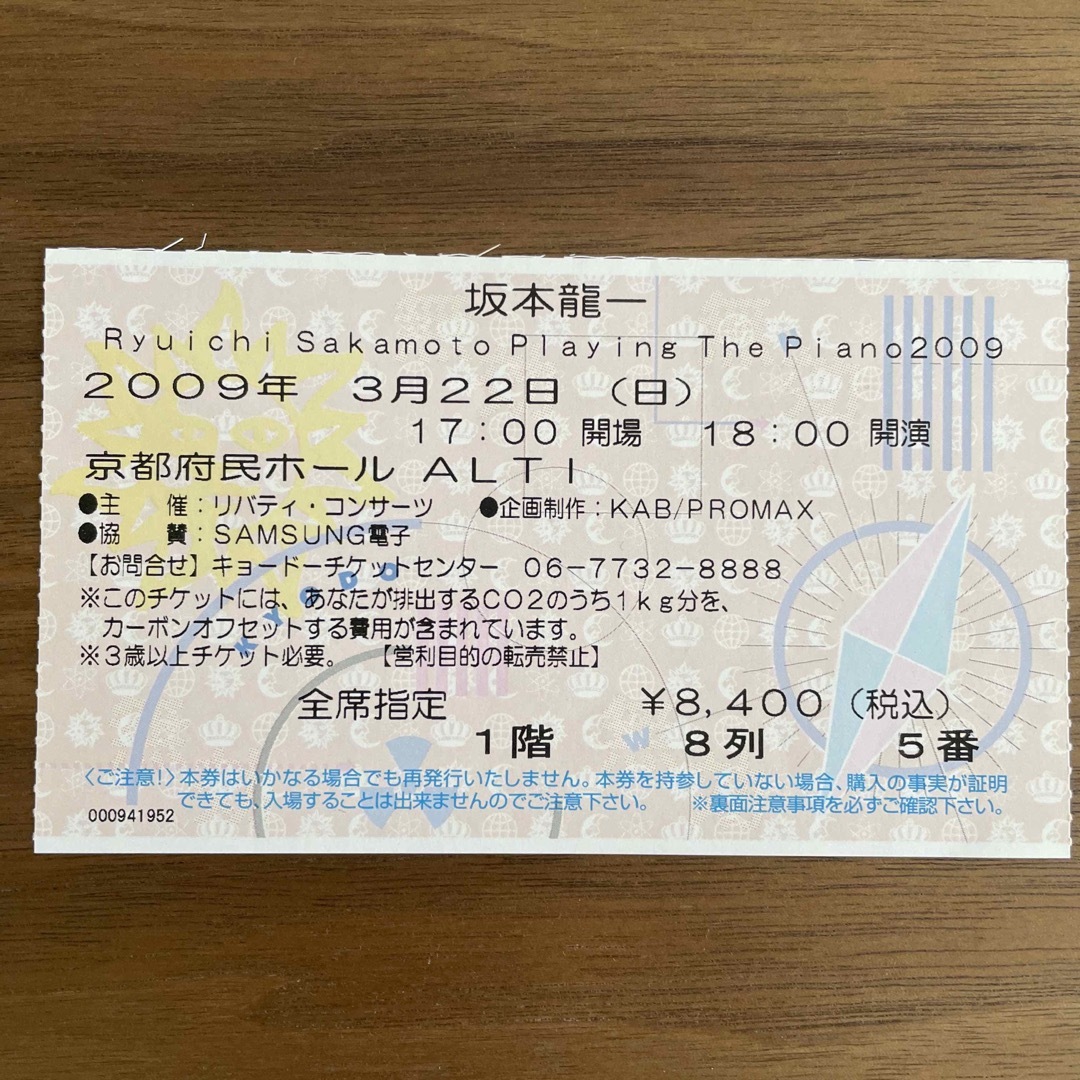 坂本龍一
Ryuichi Sakamoto Playing The Piano2009
2009年 3月22日 (日)
17:00 開場 18:00 開演
京都府民ホール ALTI
●主 催:リバティ・コンサーツ ●企画制作:KAB/PROMAX
●協 賛:SAMSUNG電子
【お問合せ】キョードーチケットセンター 06-7732-8888
※このチケットには、あなたが排出するCO2のうち1kg分を、
カーボンオフセットする費用が含まれています。
※3歳以上チケット必要。 【営利目的の転売禁止】
全席指定 ¥8,400(税込)
1階 8列 5番
〈ご注意!〉本券はいかなる場合でも再発行いたしません。本券を持参していない場合、購入の事実が証明
できても、入場することは出来ませんのでご注意下さい。 ※裏面注意事項を必ずご確認下さい。
000941952